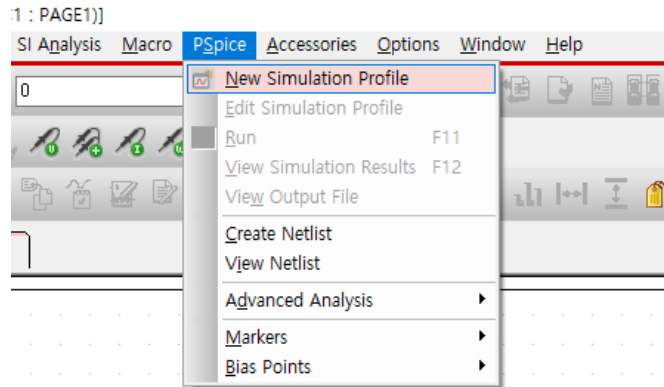 : PAGE1)]
SI Analysis Macro PSpice Accessories Options Window Help
0
New Simulation Profile
Edit Simulation Profile
Run F11
View Simulation Results F12
View Output File
Create Netlist
View Netlist
Advanced Analysis
Markers
Bias Points